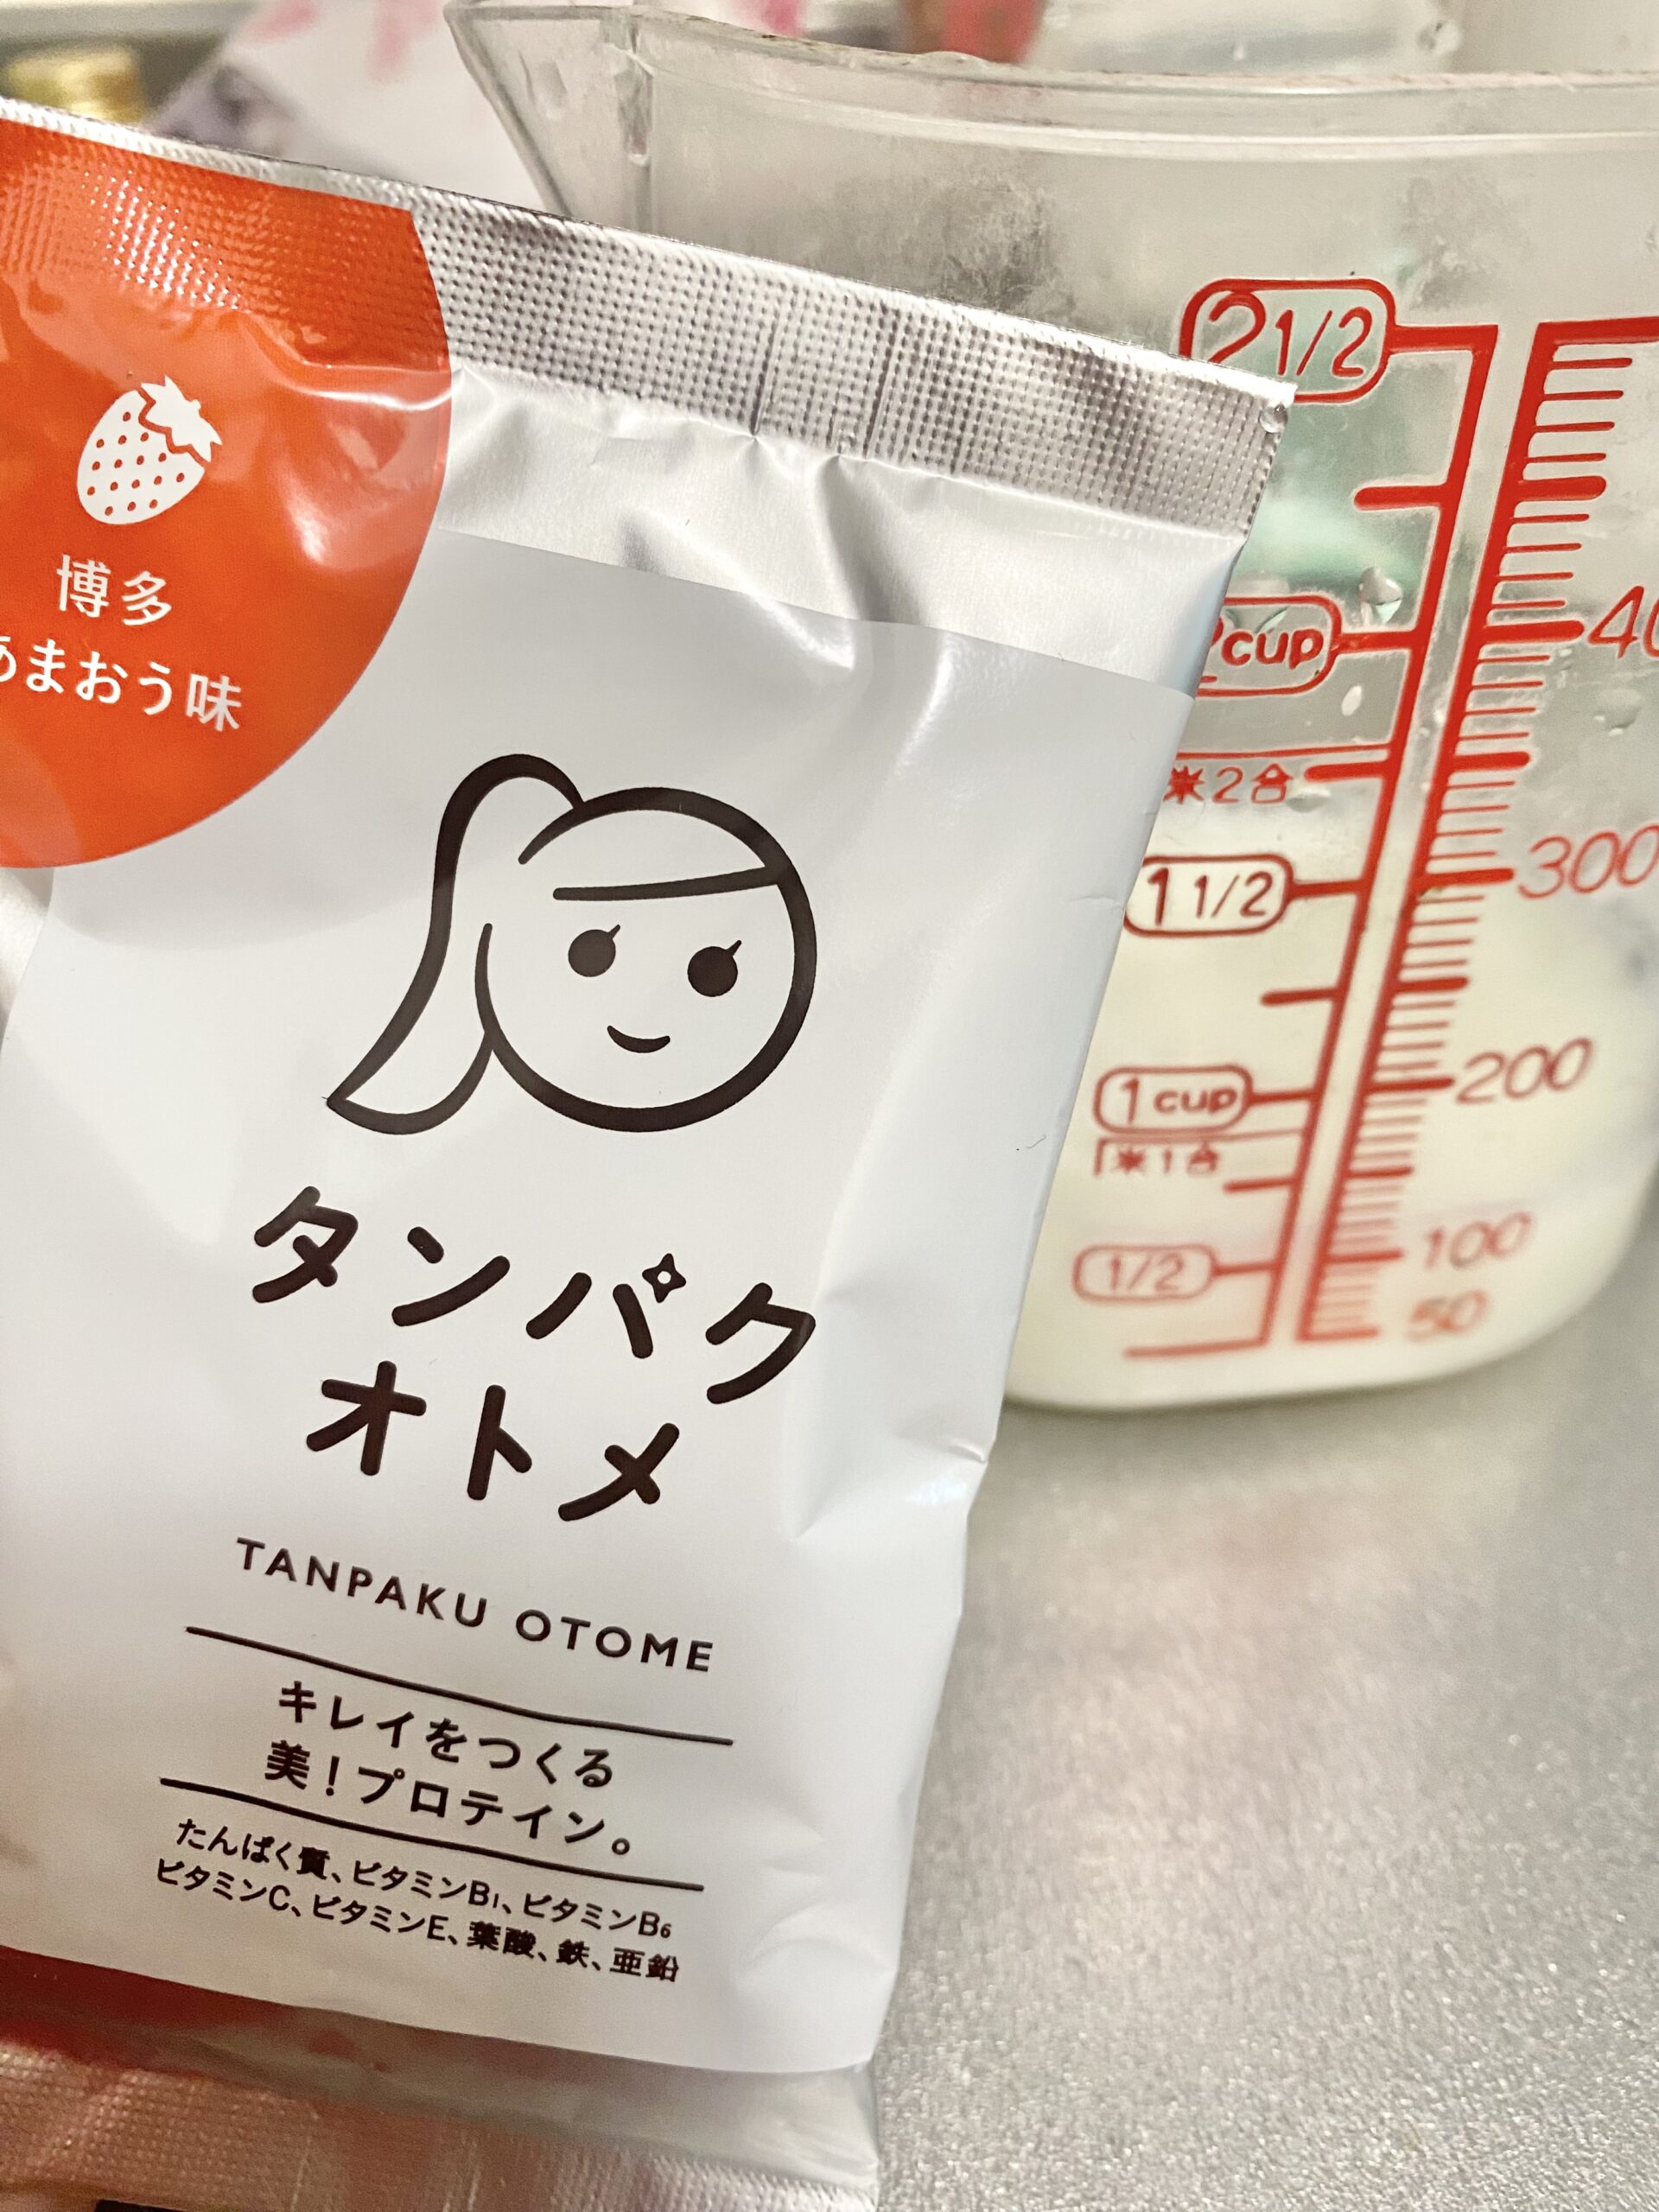 博多
あまおう味
タンパク
オトメ
TANPAKU OTOME
キレイをつくる
美！プロテイン。
たんぱく質、ビタミンB1、ビタミンB6
ビタミンC、ビタミンE、葉酸、鉄、亜鉛
2 1/2
cup
米2合
1 1/2
300
200
1 cup
米1合
100
1/2
50